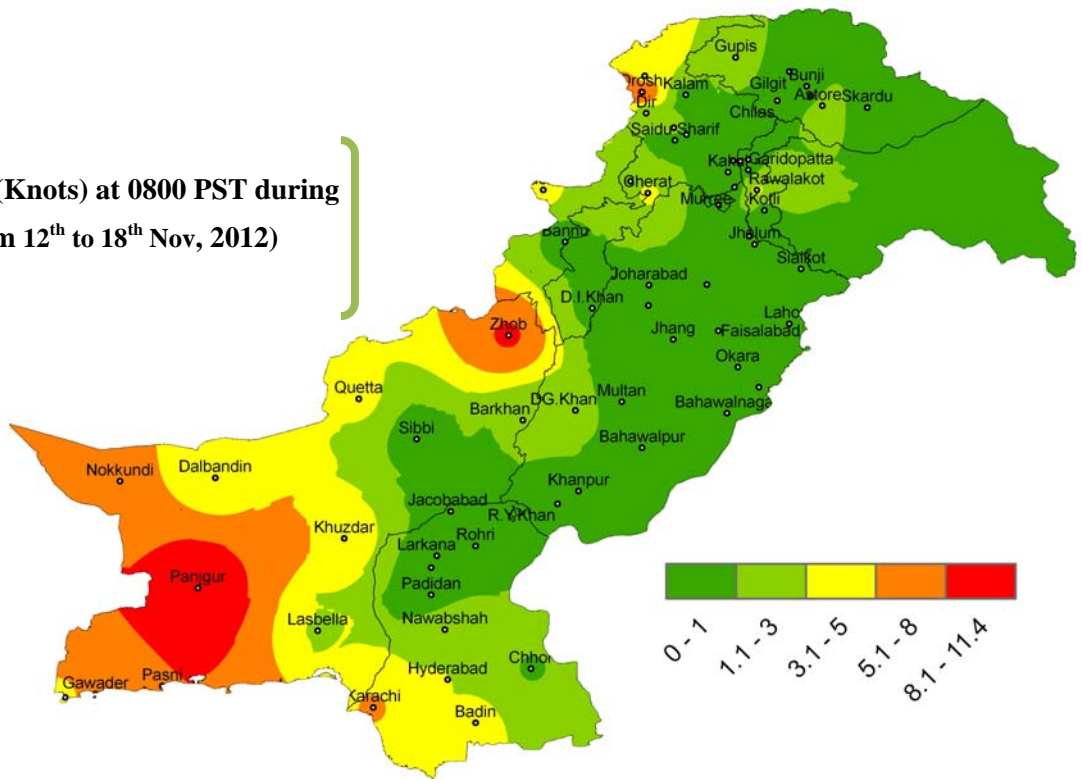 (Knots) at 0800 PST during
m 12th to 18th Nov, 2012)
Gupis
Drosh
Kalam
Gilgit
Bunji
Astore
Skardu
Dir
Chilas
Saidu Sharif
Garidopatta
Cherat
Rawalakot
Murree
Kotli
Bannu
Jhelum
Sialkot
Joharabad
D.I.Khan
Laho
Zhob
Jhang
Faisalabad
Okara
Quetta
Barkhan
DG.Khan
Multan
Bahawalnaga
Sibbi
Bahawalpur
Nokkundi
Dalbandin
Khanpur
Jacobabad
R.Y.Khan
Khuzdar
Rohri
Larkana
Panjgur
Padidan
Lasbella
Nawabshah
Chhor
Hyderabad
Pasni
Gawader
Karachi
Badin
0 - 1
1.1 - 3
3.1 - 5
5.1 - 8
8.1 - 11.4